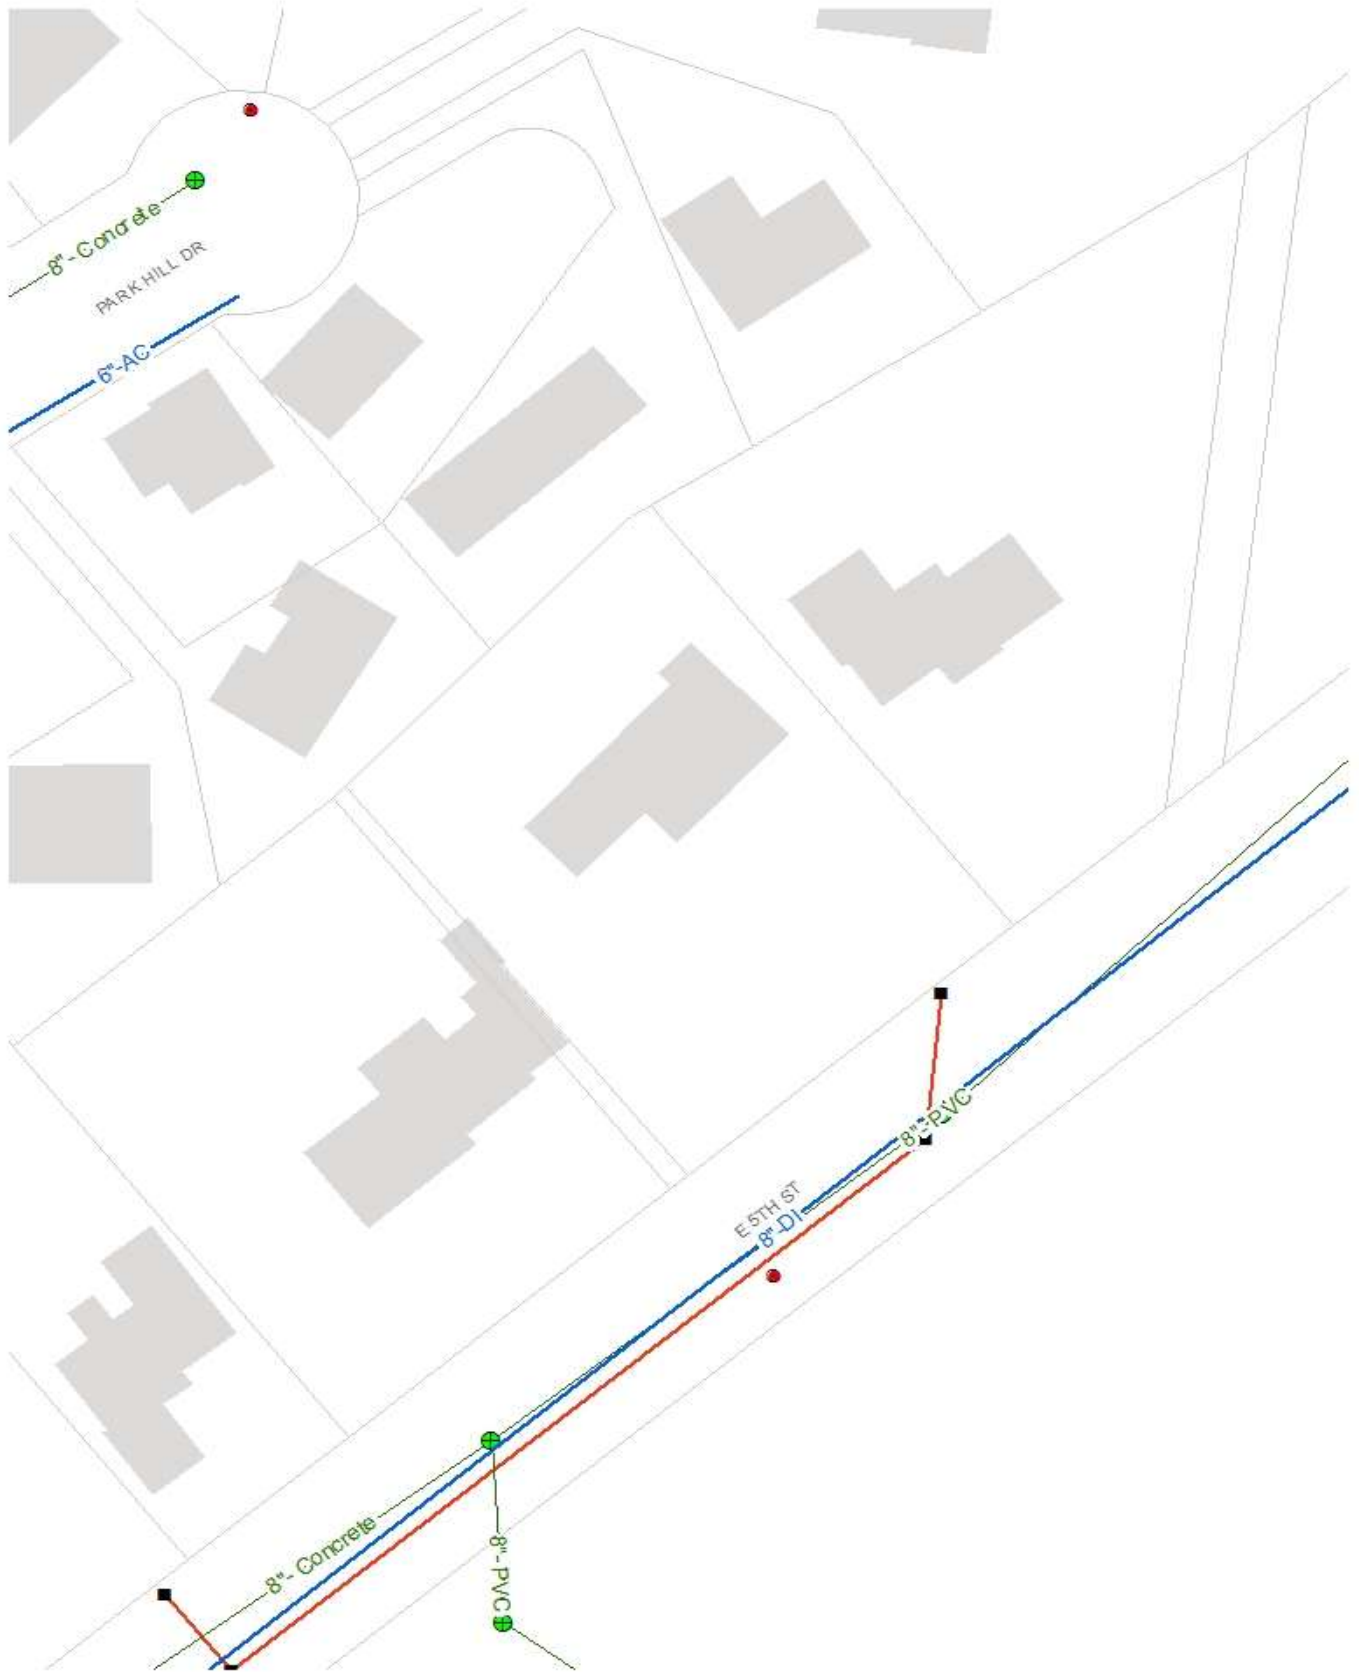 8"- Concrete
PARK HILL DR
6"-AC
8"-PVC
E 5TH ST
8"-DI
8"- Concrete
8"-PVC